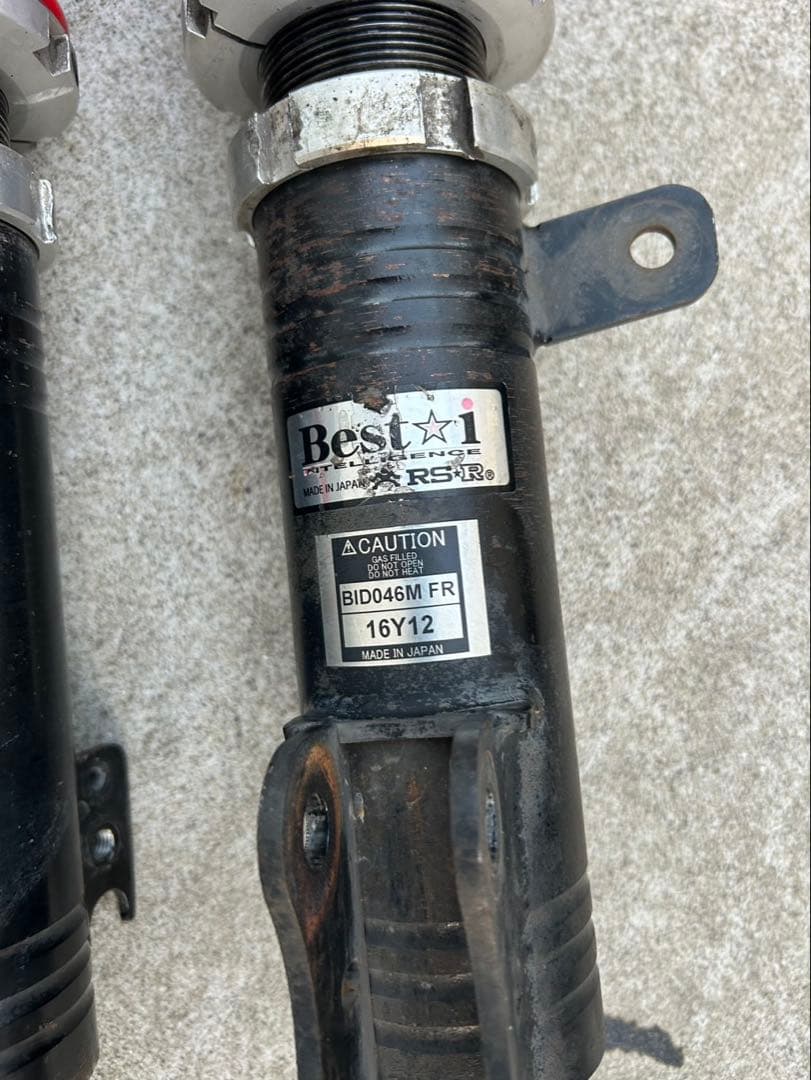 Best☆i
INTELLIGENCE
MADE IN JAPAN RS★R®
⚠CAUTION
GAS FILLED
DO NOT OPEN
DO NOT HEAT
BID046M FR
16Y12
MADE IN JAPAN